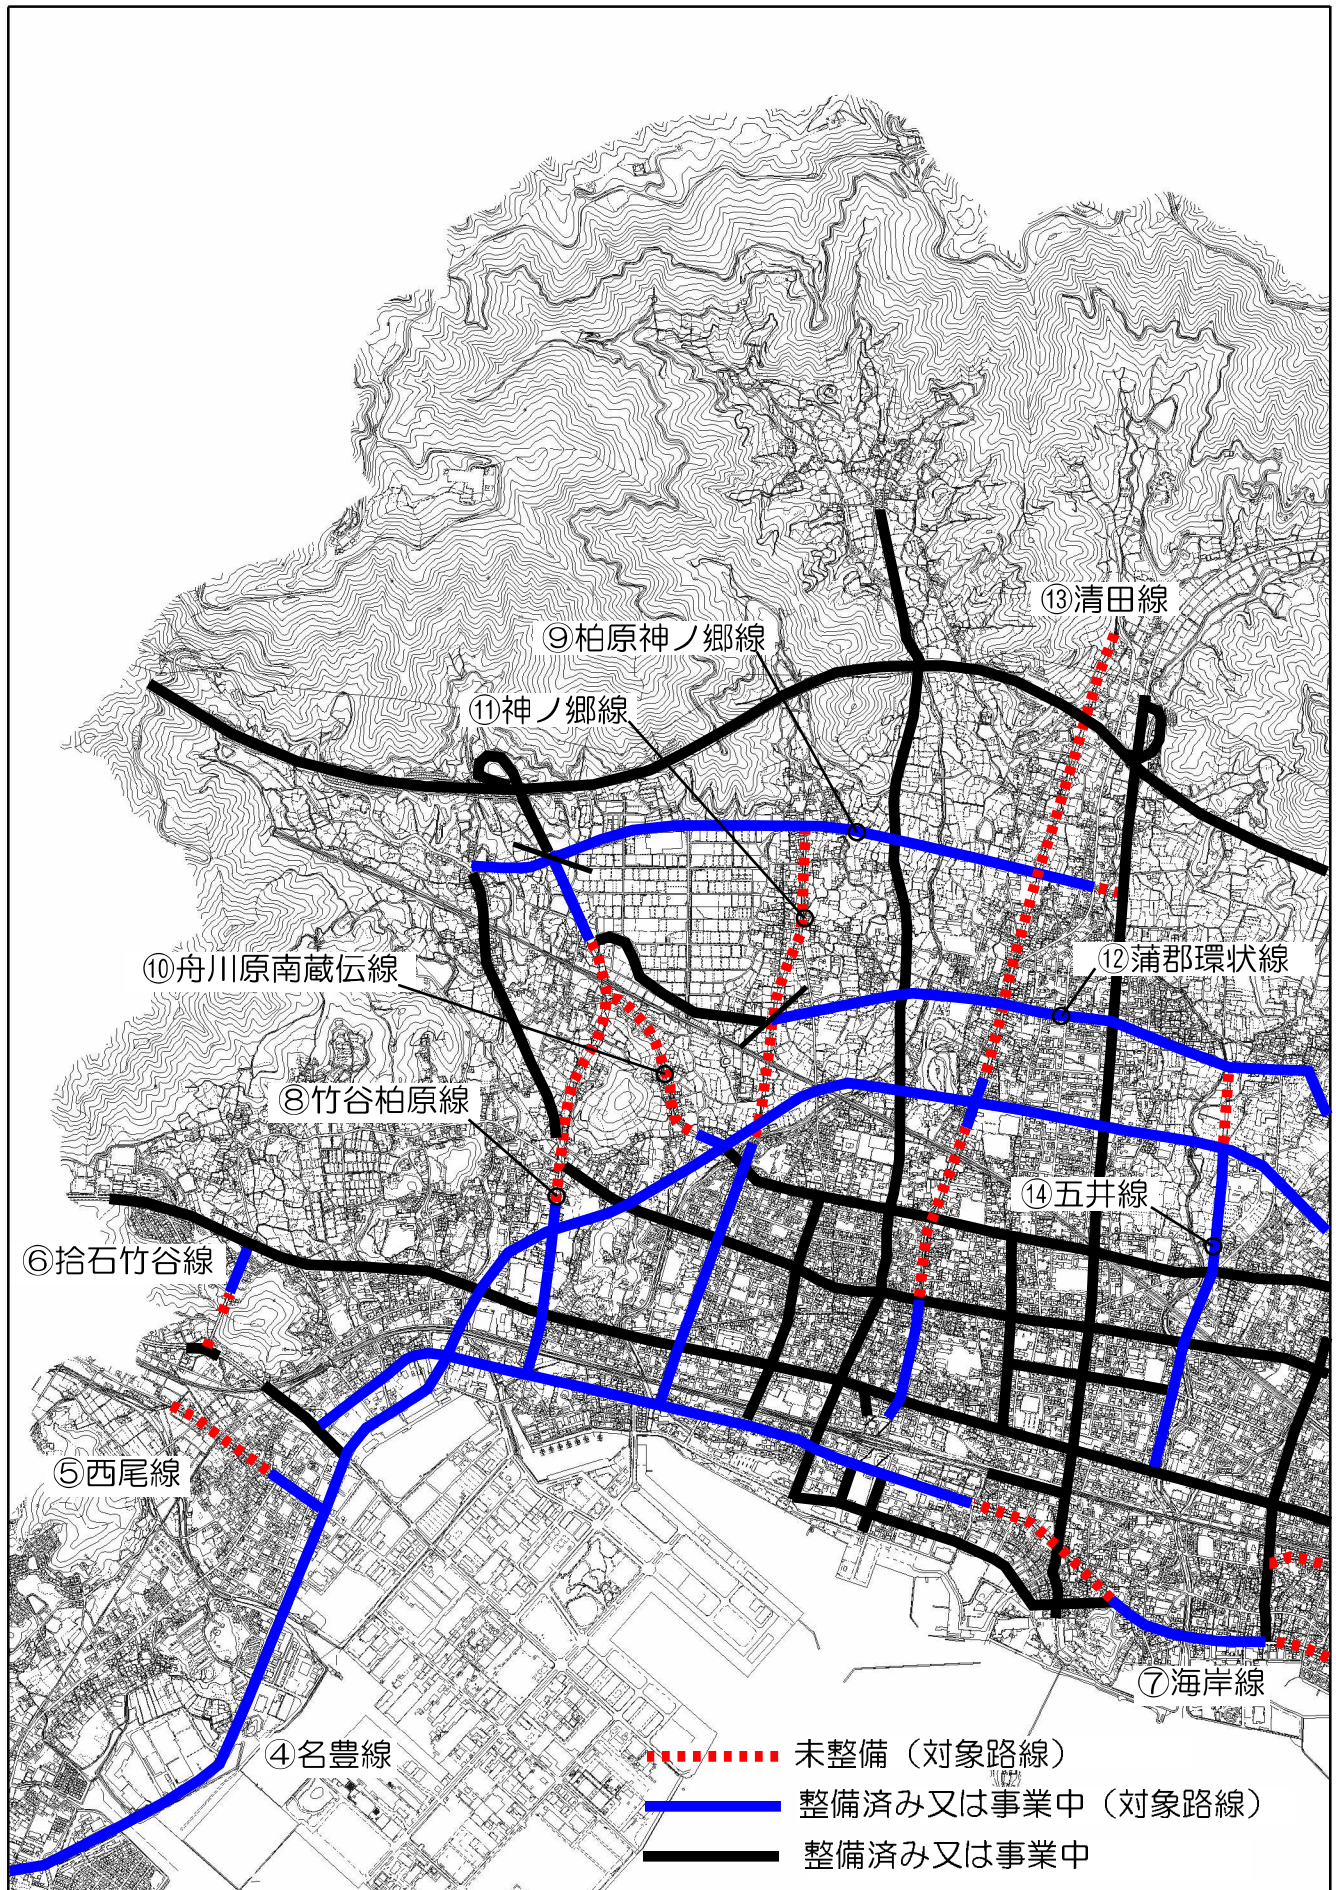 ⑬清田線
⑨柏原神ノ郷線
⑪神ノ郷線
⑫蒲郡環状線
⑩舟川原南蔵伝線
⑧竹谷柏原線
⑭五井線
⑥拾石竹谷線
⑤西尾線
⑦海岸線
④名豊線
未整備（対象路線）
整備済み又は事業中（対象路線）
整備済み又は事業中